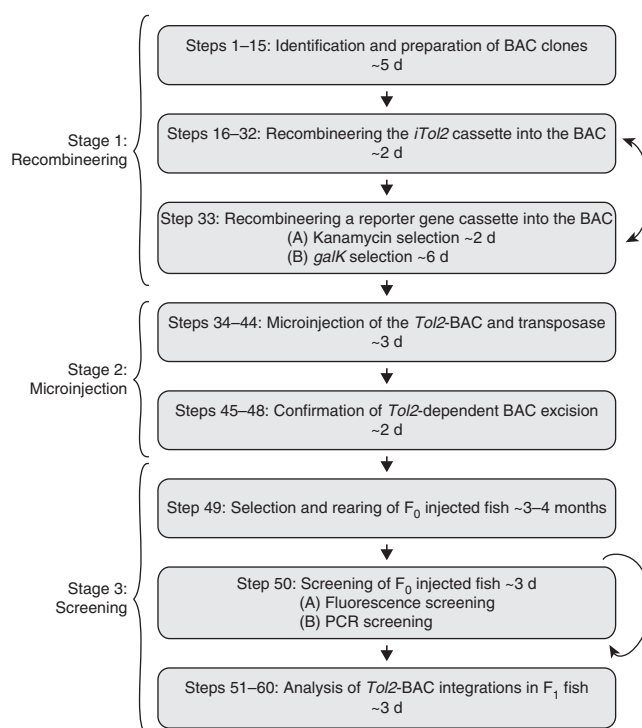 Stage 1:
Recombineering
Steps 1–15: Identification and preparation of BAC clones
~5 d
Steps 16–32: Recombineering the iTol2 cassette into the BAC
~2 d
Step 33: Recombineering a reporter gene cassette into the BAC
(A) Kanamycin selection ~2 d
(B) galK selection ~6 d
Stage 2:
Microinjection
Steps 34–44: Microinjection of the Tol2-BAC and transposase
~3 d
Steps 45–48: Confirmation of Tol2-dependent BAC excision
~2 d
Stage 3:
Screening
Step 49: Selection and rearing of F0 injected fish ~3–4 months
Step 50: Screening of F0 injected fish ~3 d
(A) Fluorescence screening
(B) PCR screening
Steps 51–60: Analysis of Tol2-BAC integrations in F1 fish
~3 d